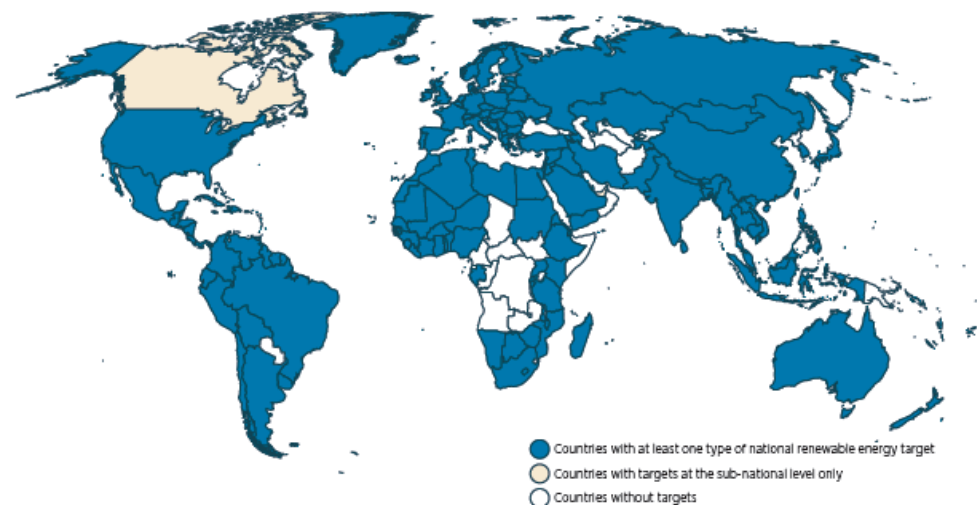 Countries with at least one type of national renewable energy target
Countries with targets at the sub-national level only
Countries without targets